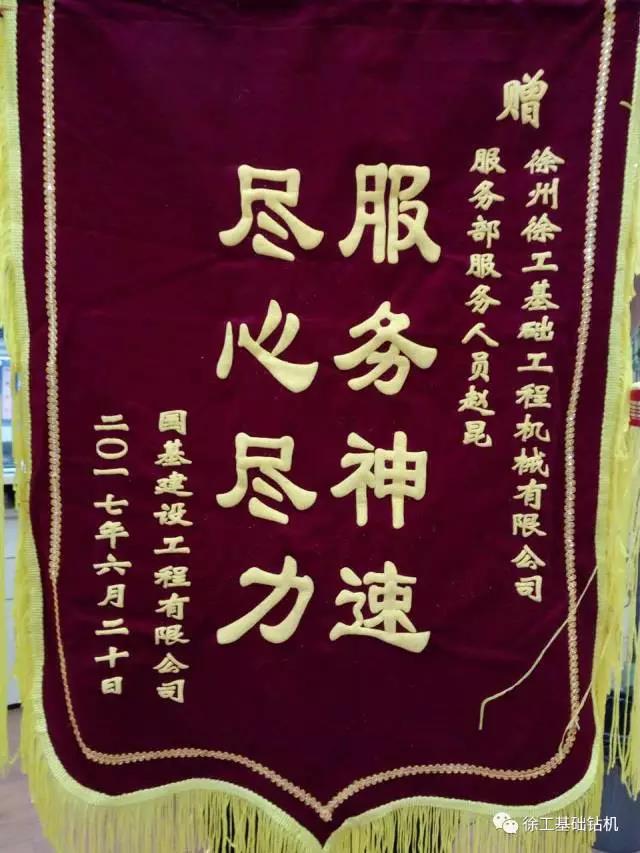 赠
徐州徐工基础工程机械有限公司
服务部服务人员赵昆
服务神速
尽心尽力
国基建设工程有限公司
二〇一七年六月二十日
徐工基础钻机